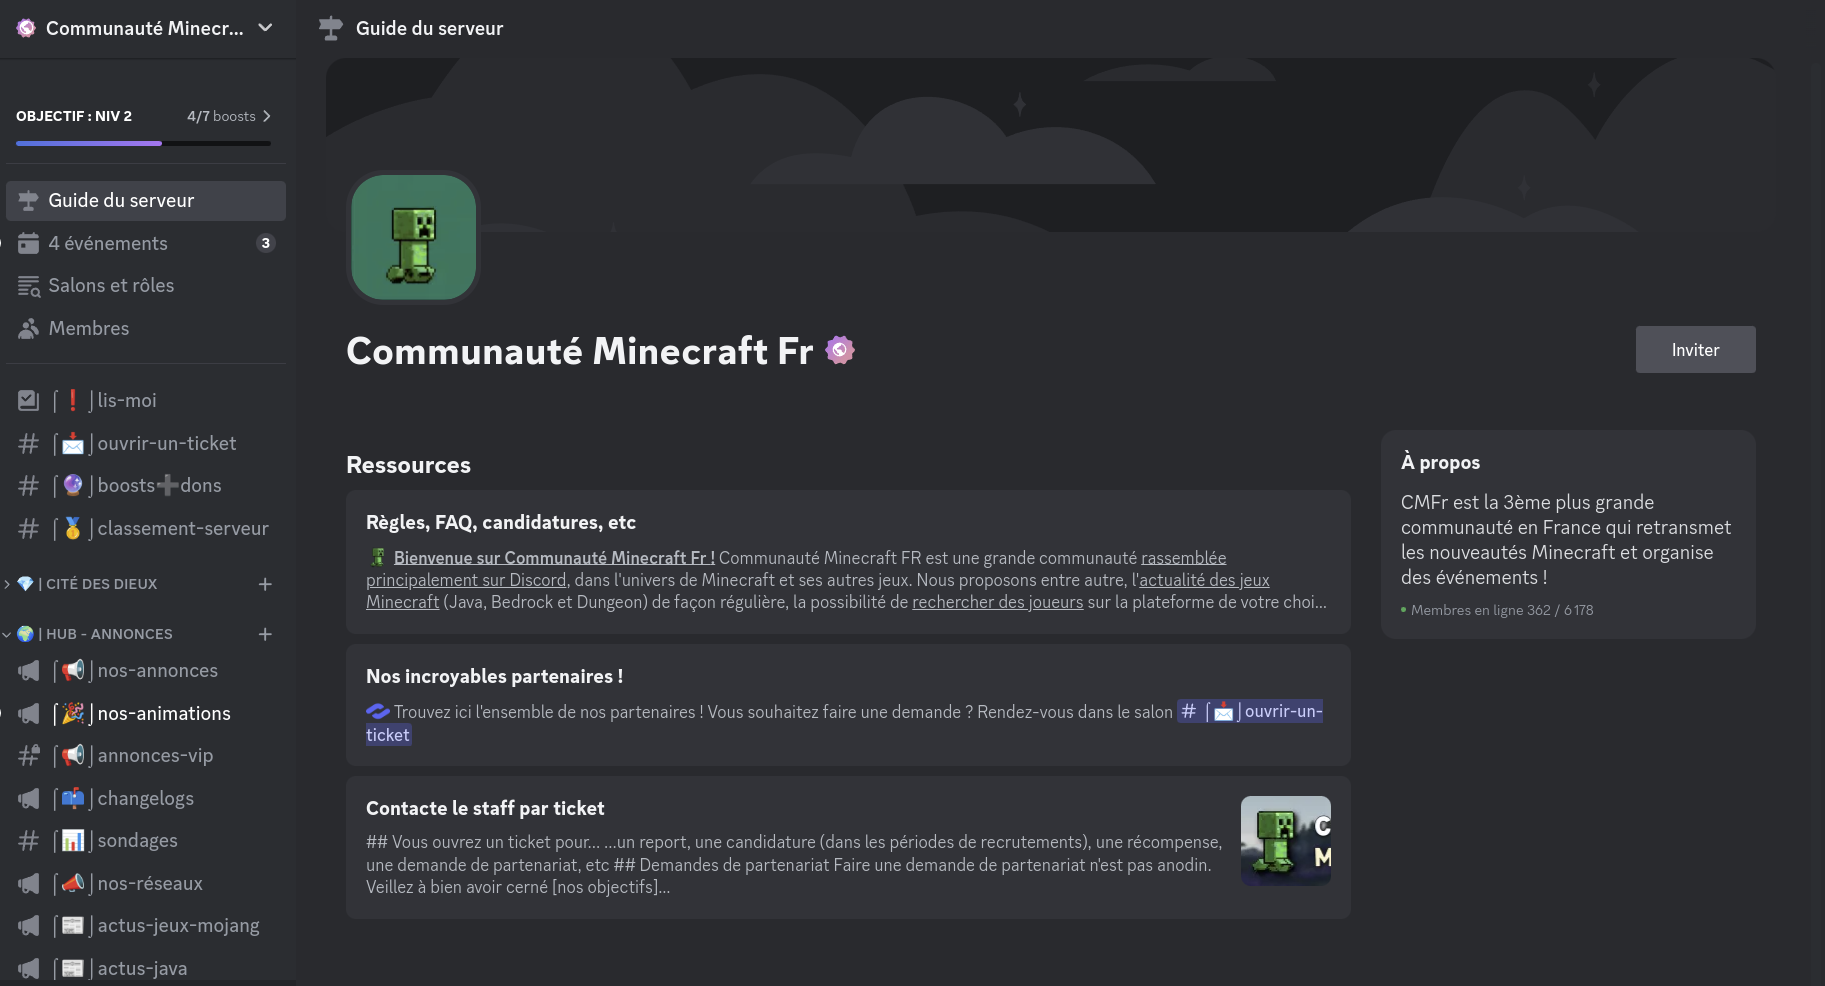 Communauté Minecr...
OBJECTIF : NIV 2
4/7 boosts
Guide du serveur
4 événements
3
Salons et rôles
Membres
⌠❗⌡lis-moi
⌠📩⌡ouvrir-un-ticket
⌠🔮⌡boosts➕dons
⌠🥇⌡classement-serveur
💎 | CITÉ DES DIEUX
🌍 | HUB - ANNONCES
⌠📢⌡nos-annonces
⌠🎉⌡nos-animations
⌠📢⌡annonces-vip
⌠📫⌡changelogs
⌠📊⌡sondages
⌠📣⌡nos-réseaux
⌠📰⌡actus-jeux-mojang
⌠📰⌡actus-java
Guide du serveur
Communauté Minecraft Fr
Inviter
Ressources
Règles, FAQ, candidatures, etc
Bienvenue sur Communauté Minecraft Fr ! Communauté Minecraft FR est une grande communauté rassemblée
principalement sur Discord, dans l'univers de Minecraft et ses autres jeux. Nous proposons entre autre, l'actualité des jeux
Minecraft (Java, Bedrock et Dungeon) de façon régulière, la possibilité de rechercher des joueurs sur la plateforme de votre choi...
Nos incroyables partenaires !
Trouvez ici l'ensemble de nos partenaires ! Vous souhaitez faire une demande ? Rendez-vous dans le salon # ⌠📩⌡ouvrir-un-
ticket
Contacte le staff par ticket
## Vous ouvrez un ticket pour... ...un report, une candidature (dans les périodes de recrutements), une récompense,
une demande de partenariat, etc ## Demandes de partenariat Faire une demande de partenariat n'est pas anodin.
Veillez à bien avoir cerné [nos objectifs]...
C
M
À propos
CMFr est la 3ème plus grande
communauté en France qui retransmet
les nouveautés Minecraft et organise
des événements !
Membres en ligne 362 / 6 178